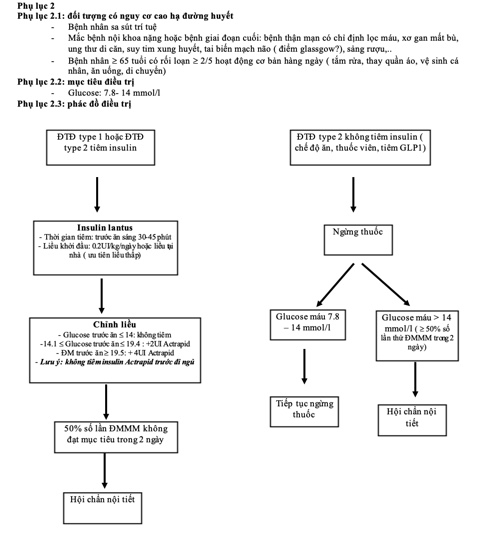 Phụ lục 2
Phụ lục 2.1: đối tượng có nguy cơ cao hạ đường huyết
- Bệnh nhân sa sút trí tuệ
- Mắc bệnh nội khoa nặng hoặc bệnh giai đoạn cuối: bệnh thận mạn có chỉ định lọc máu, xơ gan mất bù,
ung thư di căn, suy tim xung huyết, tai biến mạch não ( điểm glassgow?), sảng rượu,..
- Bệnh nhân ≥ 65 tuổi có rối loạn ≥ 2/5 hoạt động cơ bản hàng ngày ( tắm rửa, thay quần áo, vệ sinh cá
nhân, ăn uống, di chuyển)
Phụ lục 2.2: mục tiêu điều trị
- Glucose: 7.8- 14 mmol/l
Phụ lục 2.3: phác đồ điều trị
ĐTĐ type 1 hoặc ĐTĐ
type 2 tiêm insulin
Insulin lantus
- Thời gian tiêm: trước ăn sáng 30-45 phút
- Liều khởi đầu: 0.2UI/kg/ngày hoặc liều tại
nhà ( ưu tiên liều thấp)
Chỉnh liều
- Glucose trước ăn ≤ 14: không tiêm
-14.1 ≤ Glucose trước ăn ≤ 19.4 : +2UI Actrapid
- ĐM trước ăn ≥ 19.5: + 4UI Actrapid
- Lưu ý: không tiêm insulin Actrapid trước đi ngủ
50% số lần ĐMMM không
đạt mục tiêu trong 2 ngày
Hội chẩn nội tiết
ĐTĐ type 2 không tiêm insulin (
chế độ ăn, thuốc viên, tiêm GLP1)
Ngừng thuốc
Glucose máu 7.8
– 14 mmol/l
Tiếp tục ngừng
thuốc
Glucose máu > 14
mmol/l ( ≥ 50% số
lần thử ĐMMM trong 2
ngày)
Hội chẩn nội
tiết